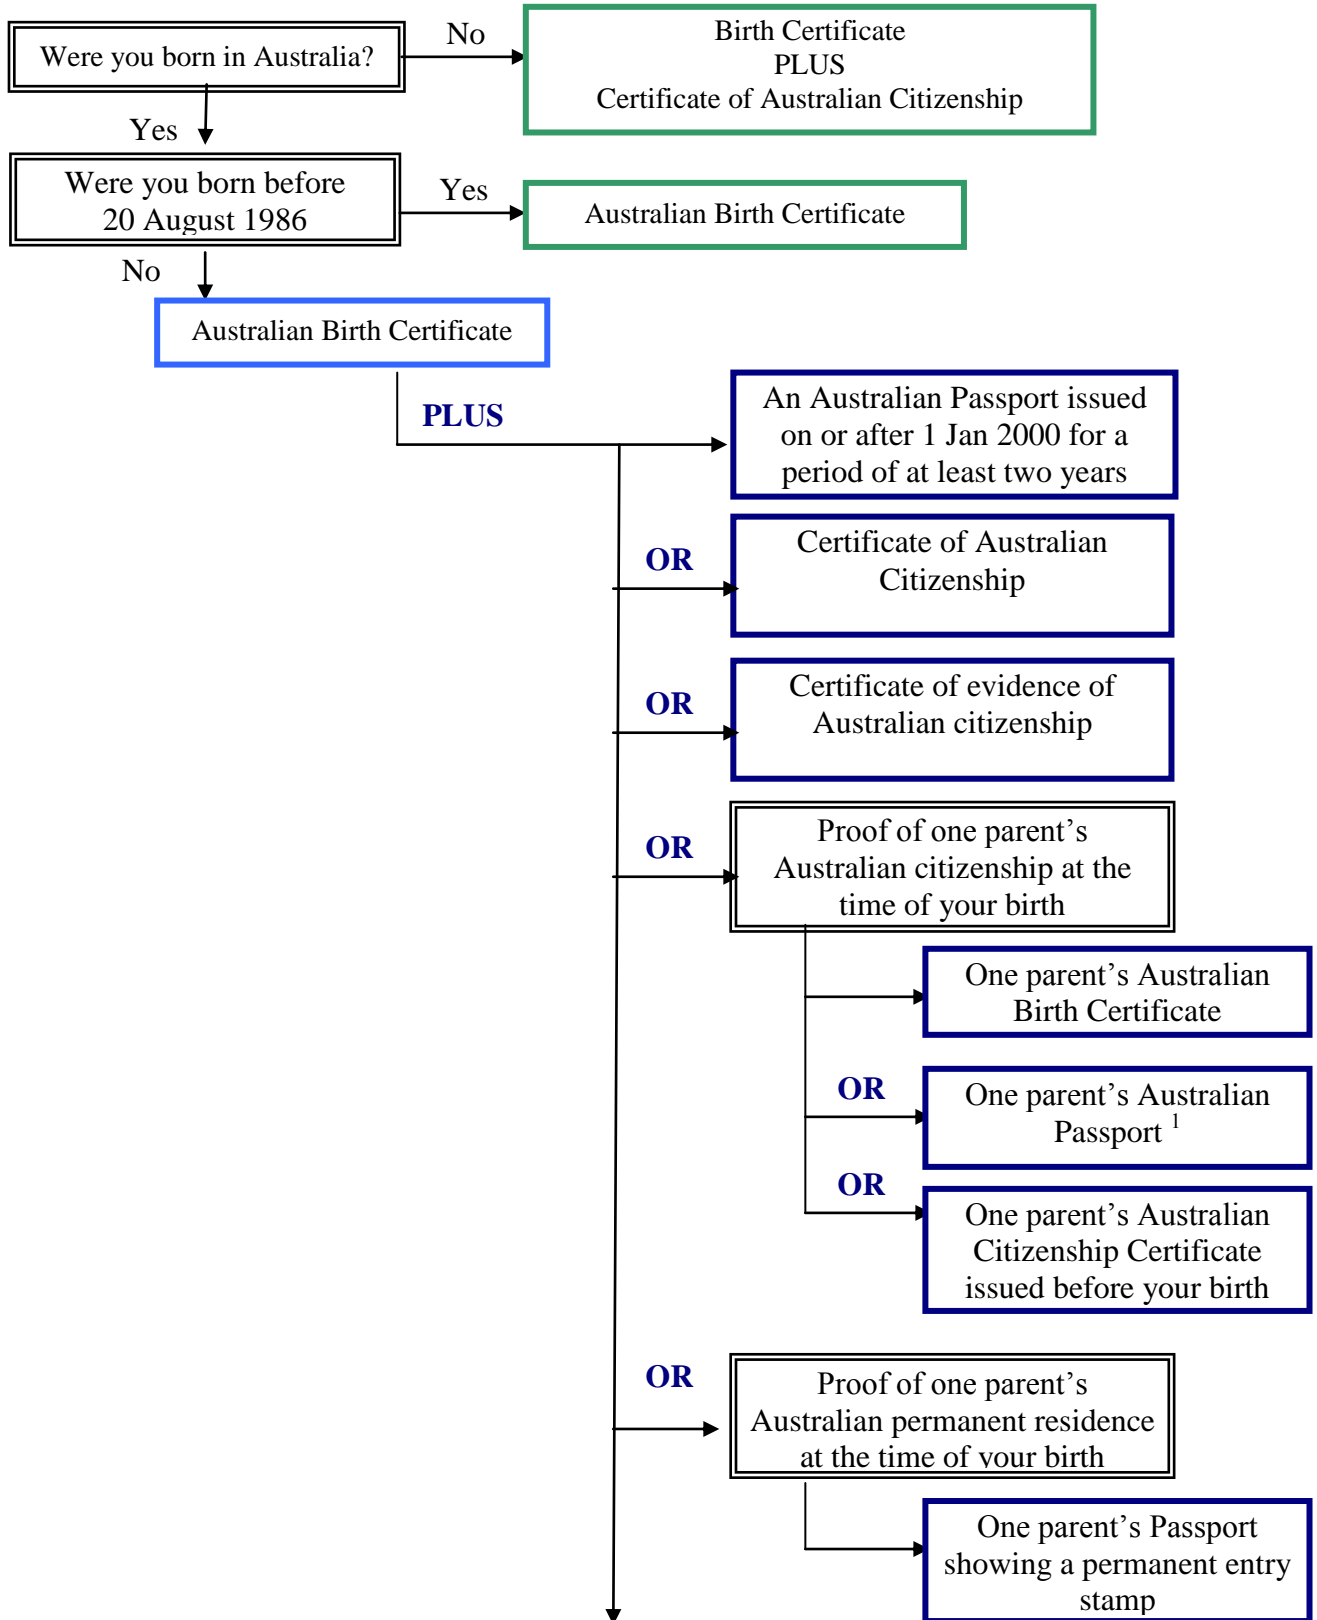 Were you born in Australia?
No
Birth Certificate
PLUS
Certificate of Australian Citizenship
Yes
Were you born before
20 August 1986
Yes
Australian Birth Certificate
No
Australian Birth Certificate
PLUS
An Australian Passport issued
on or after 1 Jan 2000 for a
period of at least two years
OR
Certificate of Australian
Citizenship
OR
Certificate of evidence of
Australian citizenship
OR
Proof of one parent’s
Australian citizenship at the
time of your birth
One parent’s Australian
Birth Certificate
OR
One parent’s Australian
Passport 1
OR
One parent’s Australian
Citizenship Certificate
issued before your birth
OR
Proof of one parent’s
Australian permanent residence
at the time of your birth
One parent’s Passport
showing a permanent entry
stamp